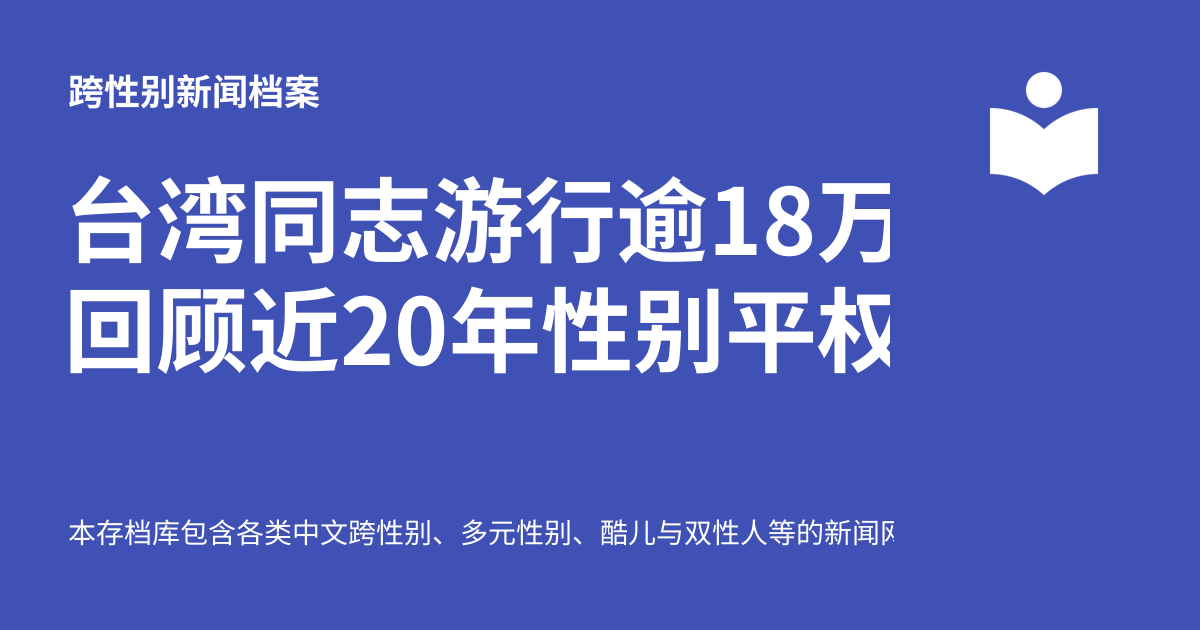 跨性别新闻档案
台湾同志游行逾18万
回顾近20年性别平权
本存档库包含各类中文跨性别、多元性别、酷儿与双性人等的新闻网